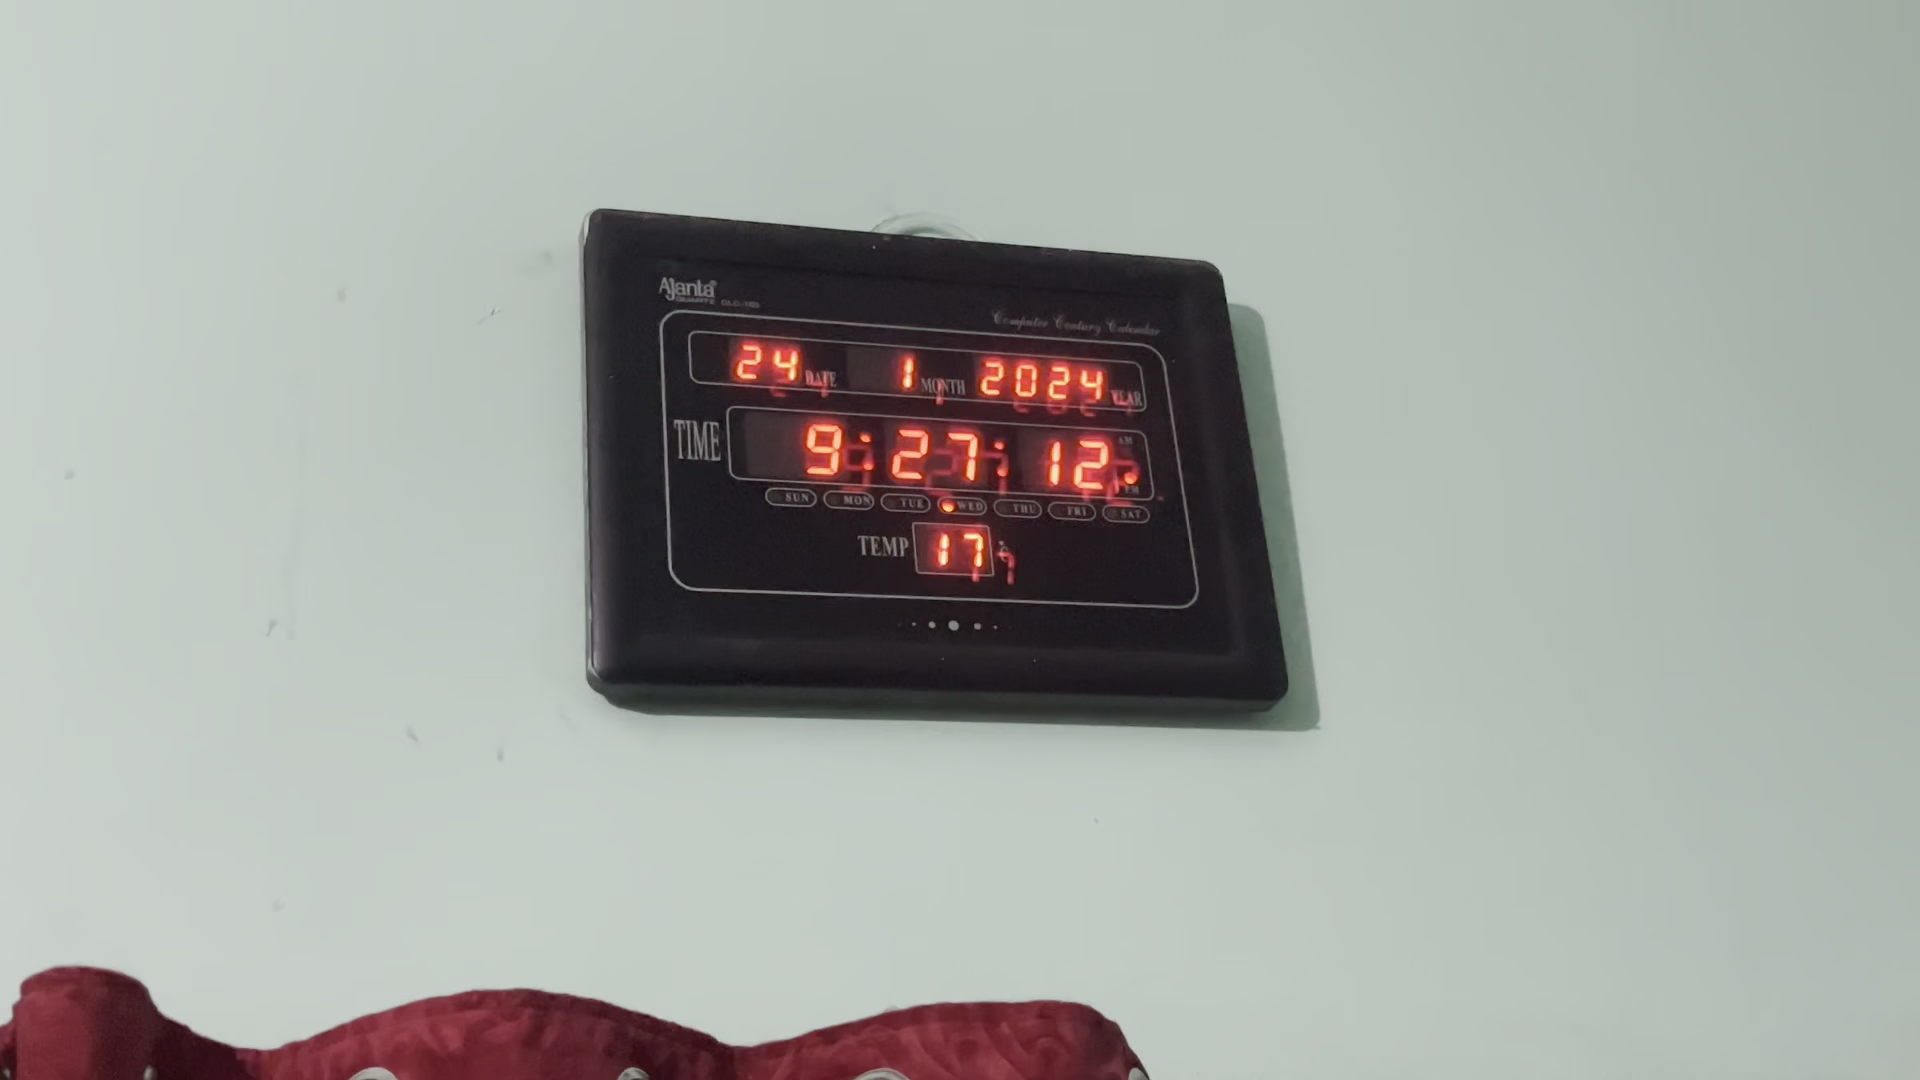 Ajanta
QUARTZ
Computer Century Calendar
24 DATE 1 MONTH 2024 YEAR
TIME 9:27:12 AM PM
SUN MON TUE WED THU FRI SAT
TEMP 17 °C